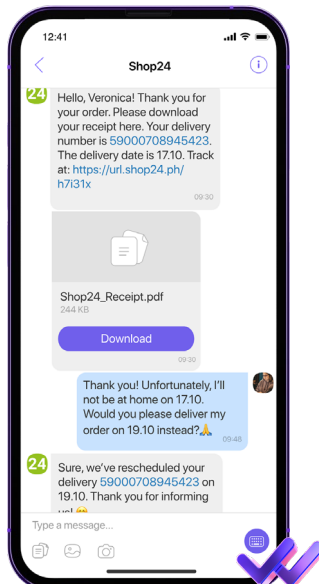 12:41
Shop24
24
Hello, Veronica! Thank you for
your order. Please download
your receipt here. Your delivery
number is 59000708945423.
The delivery date is 17.10. Track
at: https://url.shop24.ph/
h7i31x
09:30
Shop24_Receipt.pdf
244 KB
Download
09:30
Thank you! Unfortunately, I'll
not be at home on 17.10.
Would you please deliver my
order on 19.10 instead?🙏
09:48
24
Sure, we've rescheduled your
delivery 59000708945423 on
19.10. Thank you for informing
us! 😊
Type a message...